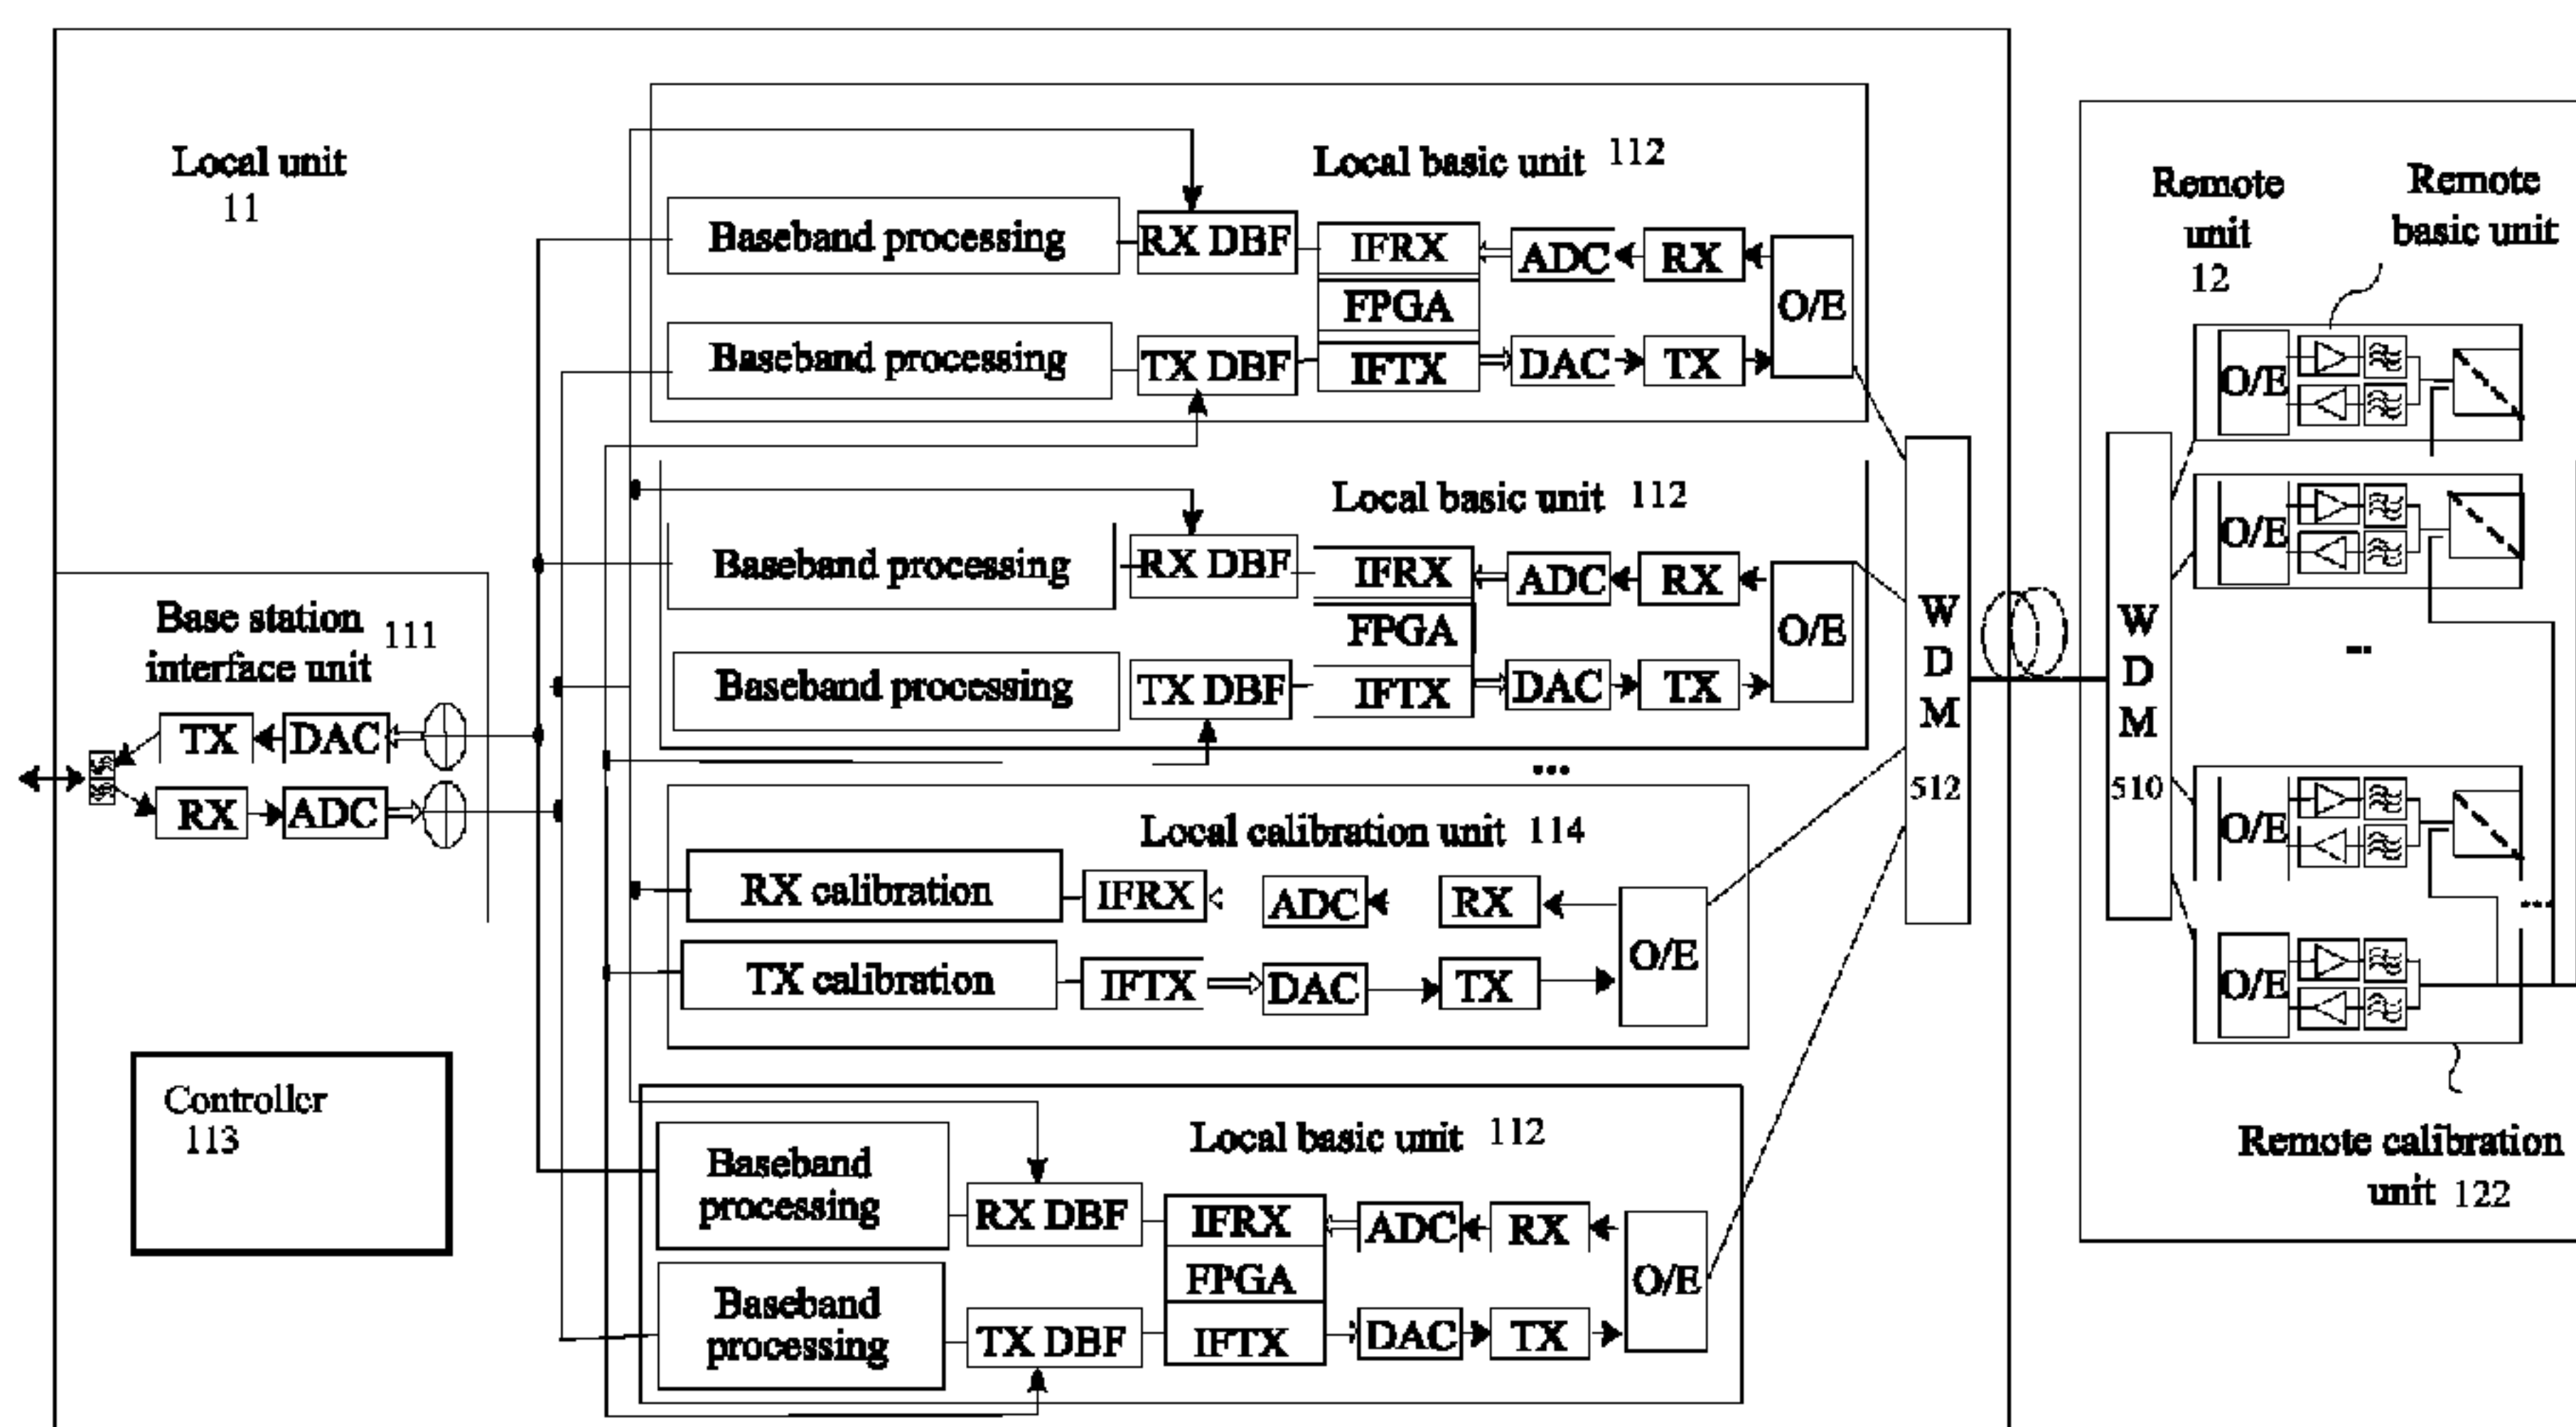 Local unit
11
Local basic unit 112
Baseband processing
RX DBF
IFRX
ADC
RX
O/E
FPGA
Baseband processing
TX DBF
IFTX
DAC
TX
Local basic unit 112
Baseband processing
RX DBF
IFRX
ADC
RX
O/E
FPGA
Baseband processing
TX DBF
IFTX
DAC
TX
...
Base station 111
interface unit
TX
DAC
RX
ADC
Local calibration unit 114
RX calibration
IFRX
ADC
RX
O/E
TX calibration
IFTX
DAC
TX
Controller
113
Local basic unit 112
Baseband
processing
RX DBF
IFRX
ADC
RX
O/E
FPGA
Baseband
processing
TX DBF
IFTX
DAC
TX
W
D
M
512
W
D
M
510
Remote
unit
12
Remote
basic unit
O/E
O/E
...
O/E
...
O/E
Remote calibration
unit 122